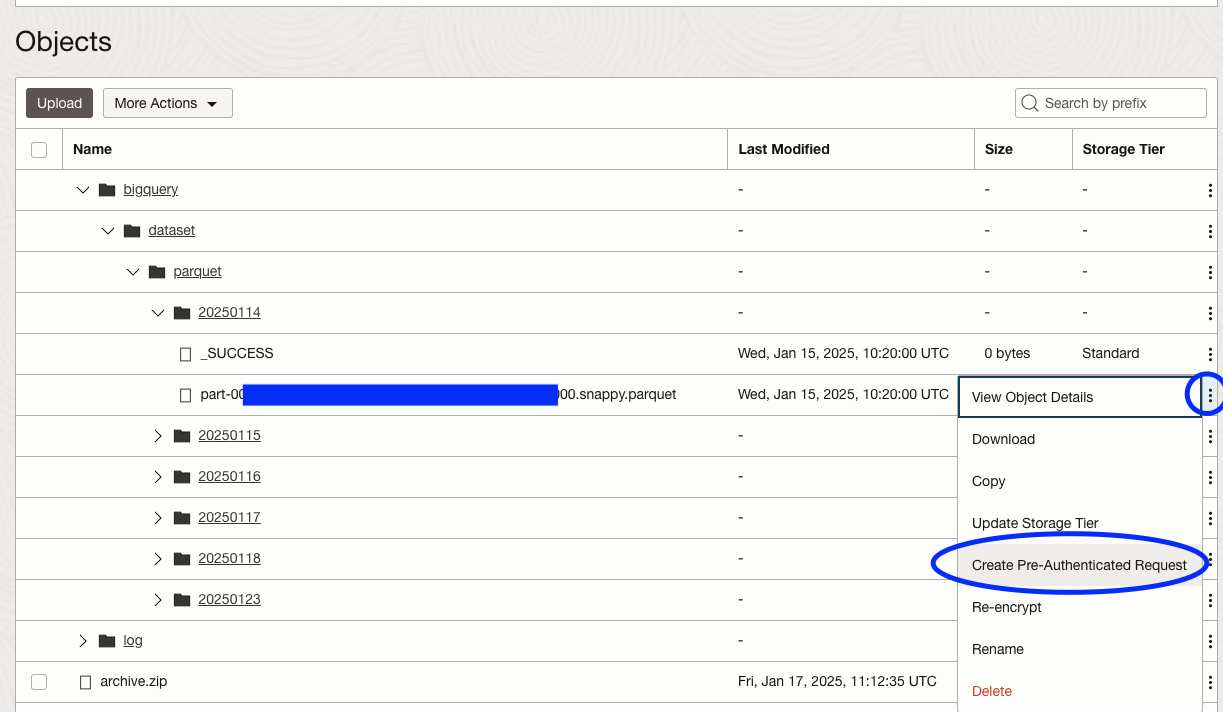 Objects
Upload More Actions Search by prefix
Name Last Modified Size Storage Tier
bigquery - - -
dataset - - -
parquet - - -
20250114 - - -
_SUCCESS Wed, Jan 15, 2025, 10:20:00 UTC 0 bytes Standard
part-00 00.snappy.parquet Wed, Jan 15, 2025, 10:20:00 UTC View Object Details
20250115 - Download
20250116 - Copy
20250117 - Update Storage Tier
20250118 - Create Pre-Authenticated Request
20250123 - Re-encrypt
log - Rename
archive.zip Fri, Jan 17, 2025, 11:12:35 UTC Delete